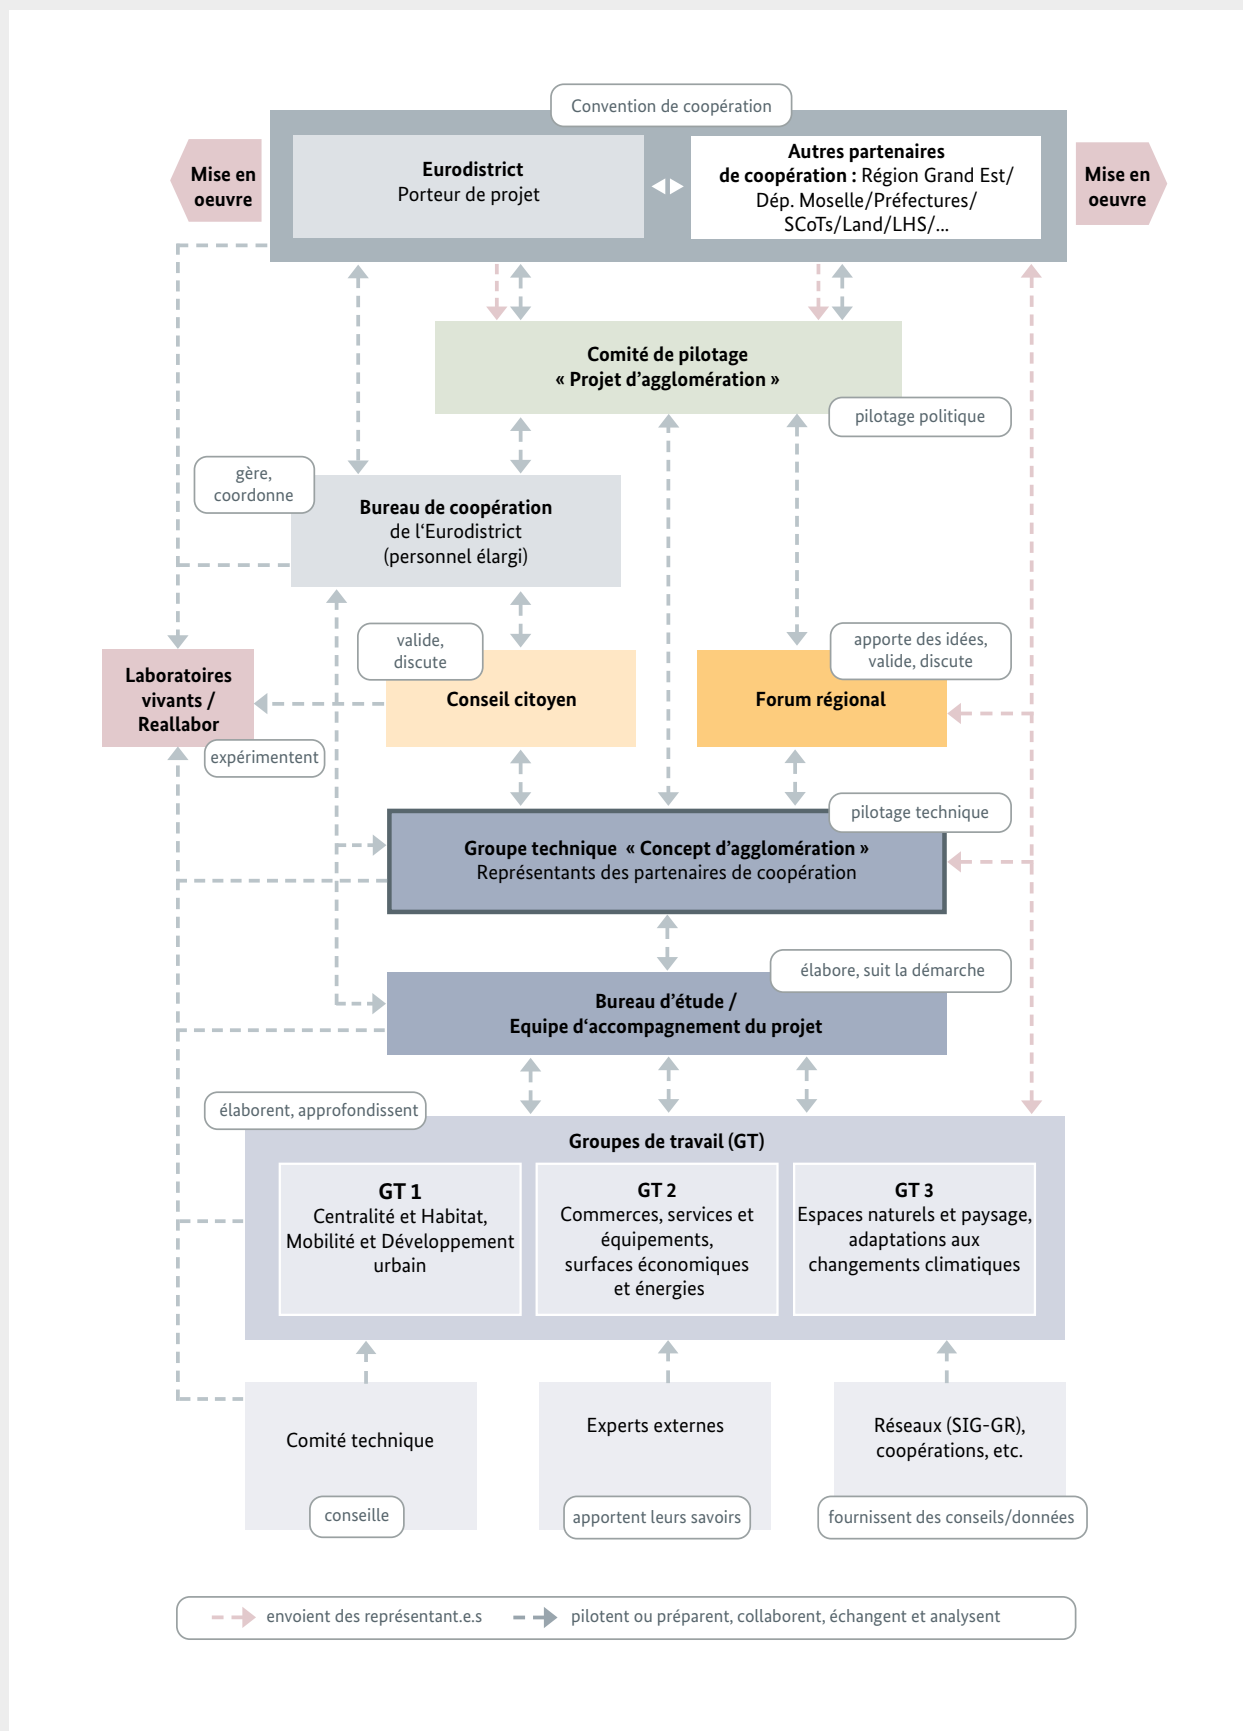 Convention de coopération
Mise en
oeuvre
Eurodistrict
Porteur de projet
Autres partenaires
de coopération : Région Grand Est/
Dép. Moselle/Préfectures/
SCoTs/Land/LHS/...
Mise en
oeuvre
Comité de pilotage
« Projet d’agglomération »
pilotage politique
gère,
coordonne
Bureau de coopération
de l‘Eurodistrict
(personnel élargi)
valide,
discute
apporte des idées,
valide, discute
Laboratoires
vivants /
Reallabor
expérimentent
Conseil citoyen
Forum régional
pilotage technique
Groupe technique « Concept d’agglomération »
Représentants des partenaires de coopération
élabore, suit la démarche
Bureau d’étude /
Equipe d‘accompagnement du projet
élaborent, approfondissent
Groupes de travail (GT)
GT 1
Centralité et Habitat,
Mobilité et Développement
urbain
GT 2
Commerces, services et
équipements,
surfaces économiques
et énergies
GT 3
Espaces naturels et paysage,
adaptations aux
changements climatiques
Comité technique
conseille
Experts externes
apportent leurs savoirs
Réseaux (SIG-GR),
coopérations, etc.
fournissent des conseils/données
envoient des représentant.e.s
pilotent ou préparent, collaborent, échangent et analysent